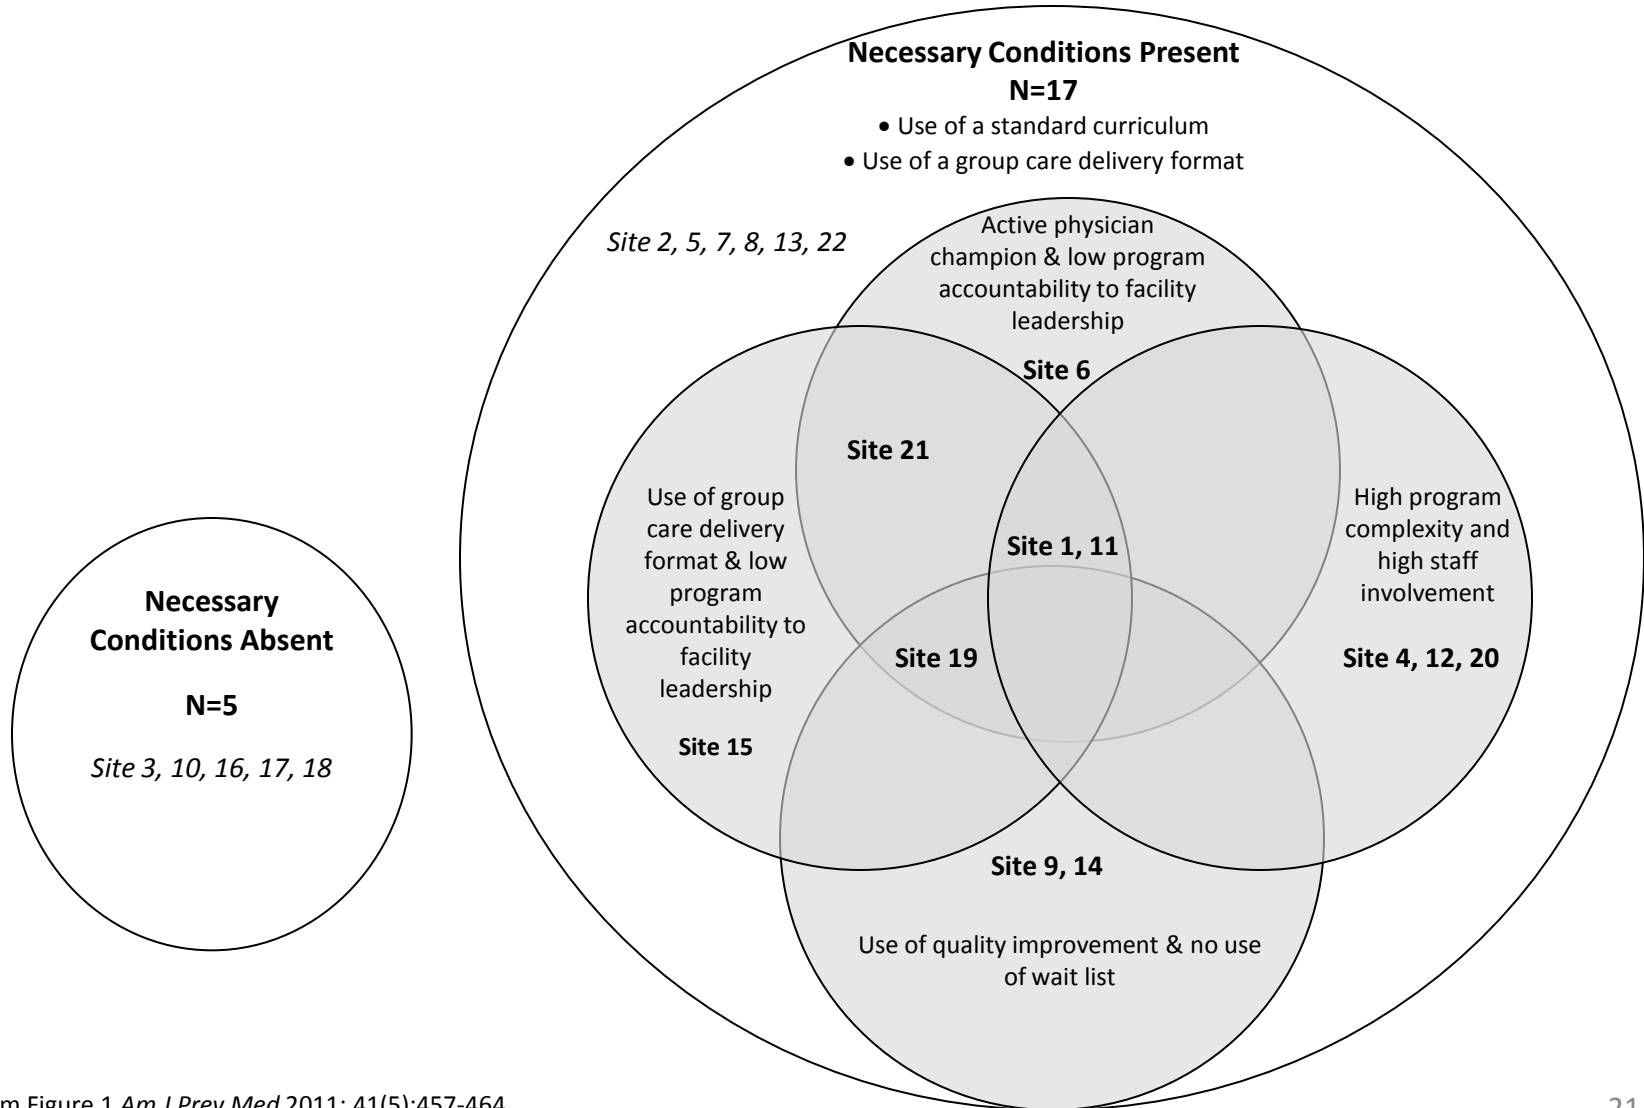 Necessary Conditions Present
N=17
• Use of a standard curriculum
• Use of a group care delivery format
Site 2, 5, 7, 8, 13, 22
Active physician
champion & low program
accountability to facility
leadership
Site 6
Site 21
Use of group
care delivery
format & low
program
accountability to
facility
leadership
Site 15
Site 1, 11
Site 19
High program
complexity and
high staff
involvement
Site 4, 12, 20
Site 9, 14
Use of quality improvement & no use
of wait list
Necessary
Conditions Absent
N=5
Site 3, 10, 16, 17, 18
m Figure 1 Am J Prev Med 2011; 41(5):457-464
21